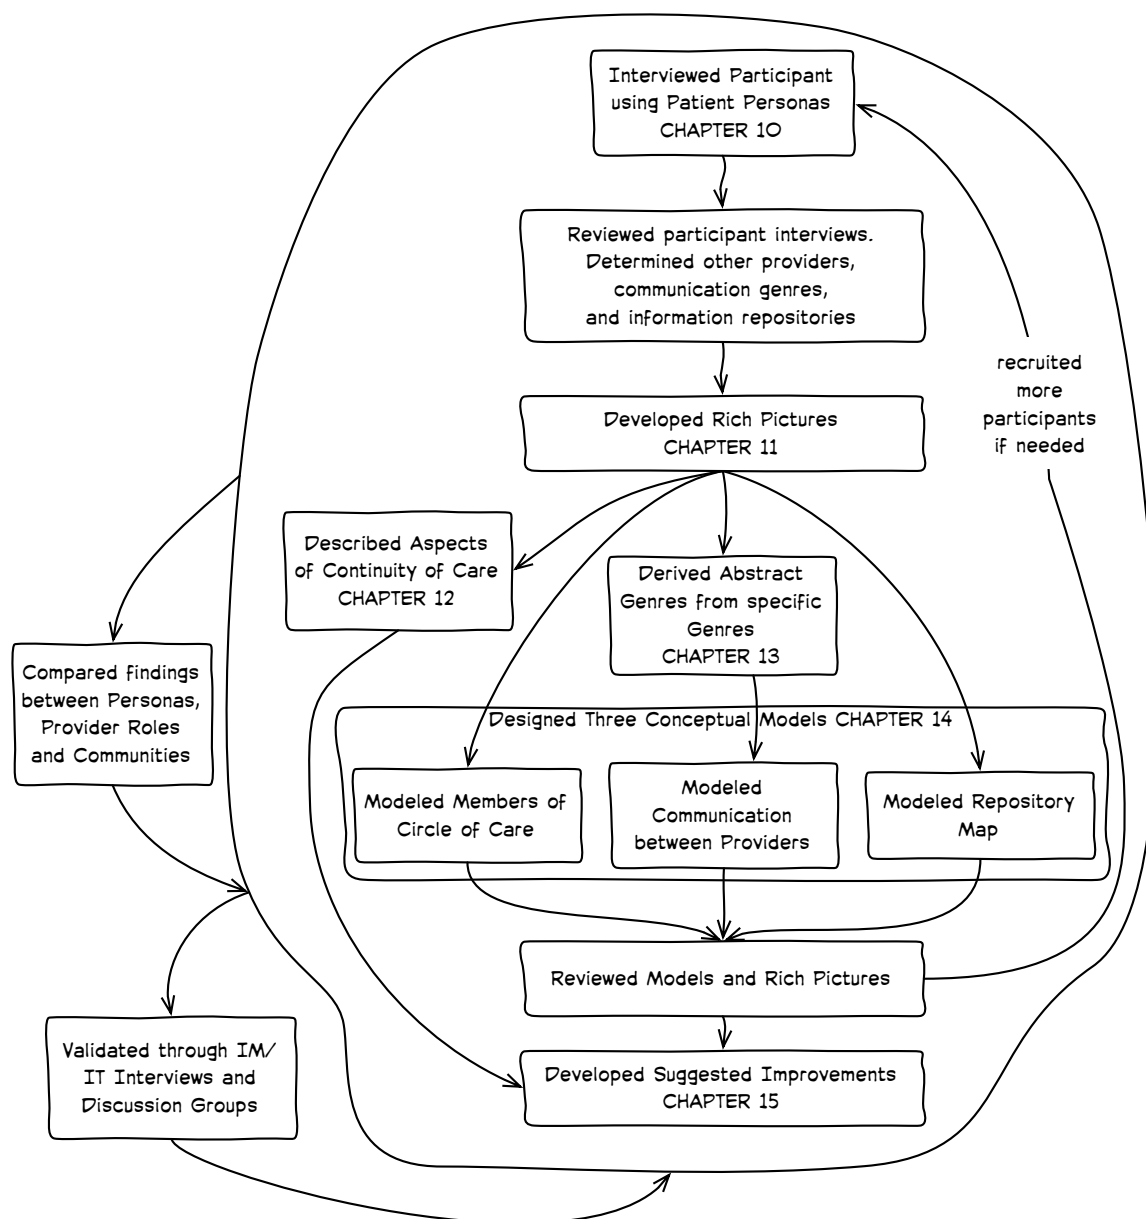 Interviewed Participant
using Patient Personas
CHAPTER 10
Reviewed participant interviews.
Determined other providers,
communication genres,
and information repositories
recruited
more
participants
if needed
Developed Rich Pictures
CHAPTER 11
Described Aspects
of Continuity of Care
CHAPTER 12
Derived Abstract
Genres from specific
Genres
CHAPTER 13
Compared findings
between Personas,
Provider Roles
and Communities
Designed Three Conceptual Models CHAPTER 14
Modeled Members of
Circle of Care
Modeled
Communication
between Providers
Modeled Repository
Map
Reviewed Models and Rich Pictures
Validated through IM/
IT Interviews and
Discussion Groups
Developed Suggested Improvements
CHAPTER 15